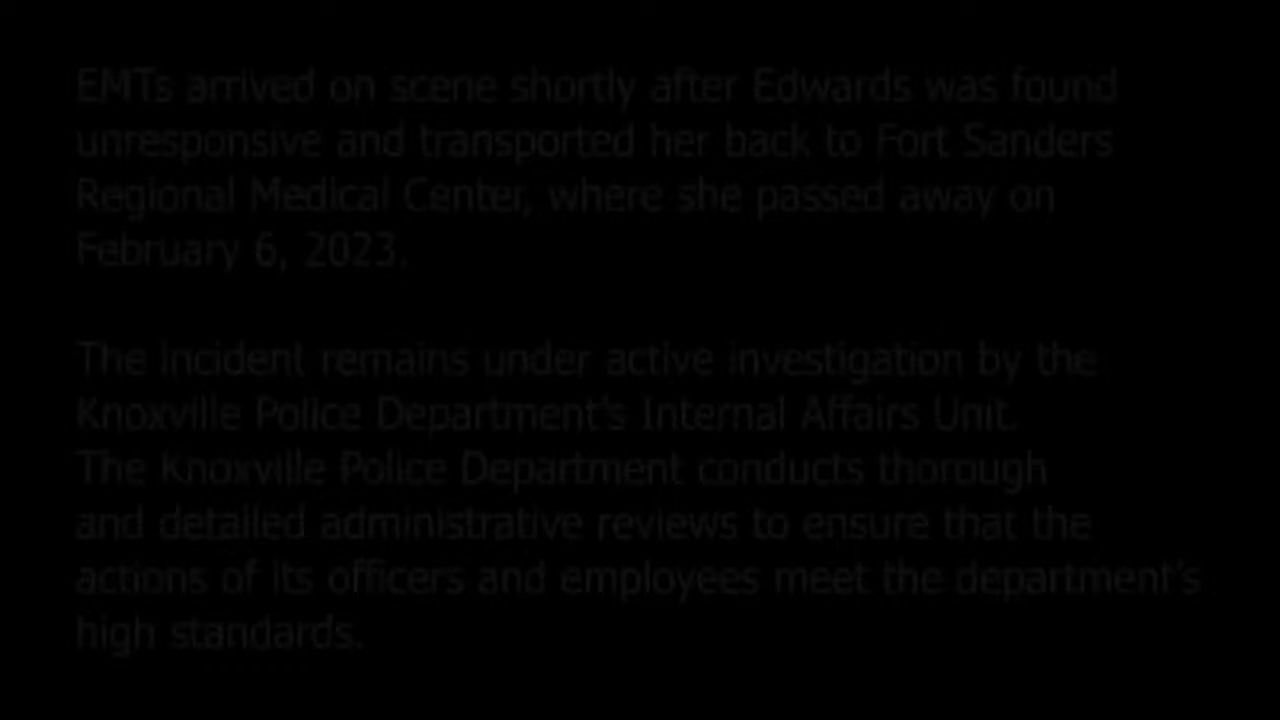 EMTs arrived on scene shortly after Edwards was found
unresponsive and transported her back to Fort Sanders
Regional Medical Center, where she passed away on
February 6, 2023.
The incident remains under active investigation by the
Knoxville Police Department's Internal Affairs Unit.
The Knoxville Police Department conducts thorough
and detailed administrative reviews to ensure that the
actions of its officers and employees meet the department's
high standards.